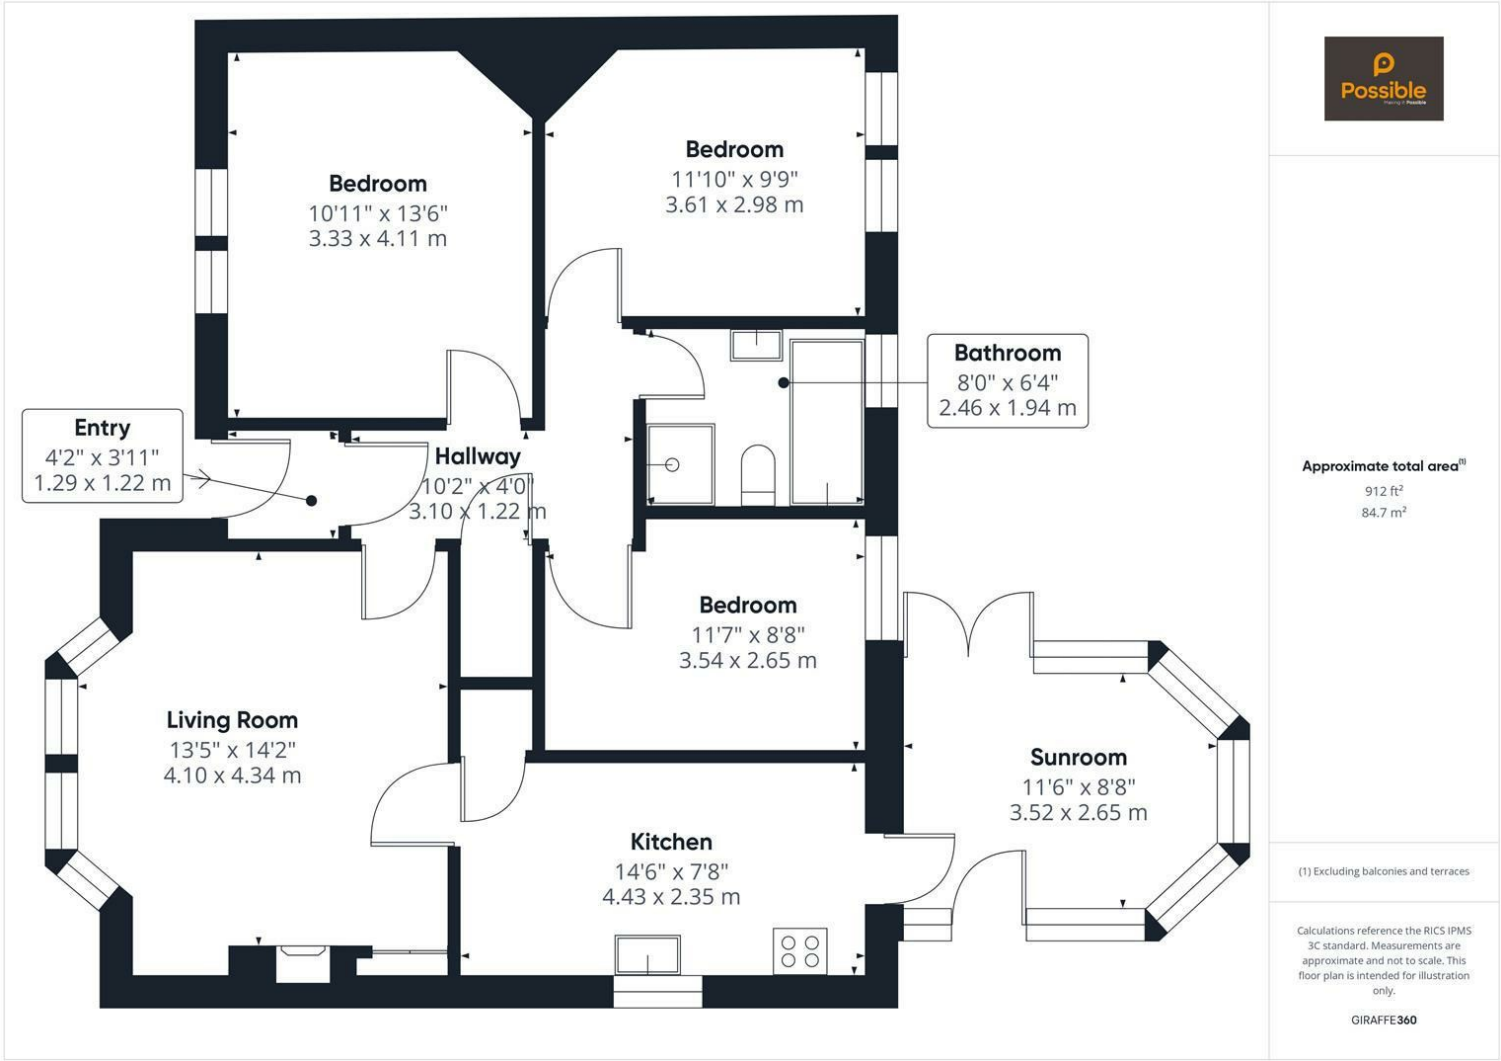 Bedroom
10'11" x 13'6"
3.33 x 4.11 m
Bedroom
11'10" x 9'9"
3.61 x 2.98 m
Bathroom
8'0" x 6'4"
2.46 x 1.94 m
Entry
4'2" x 3'11"
1.29 x 1.22 m
Hallway
10'2" x 4'0"
3.10 x 1.22 m
Bedroom
11'7" x 8'8"
3.54 x 2.65 m
Living Room
13'5" x 14'2"
4.10 x 4.34 m
Kitchen
14'6" x 7'8"
4.43 x 2.35 m
Sunroom
11'6" x 8'8"
3.52 x 2.65 m
Possible
Making it Possible
Approximate total area⁽¹⁾
912 ft²
84.7 m²
(1) Excluding balconies and terraces
Calculations reference the RICS IPMS
3C standard. Measurements are
approximate and not to scale. This
floor plan is intended for illustration
only.
GIRAFFE360